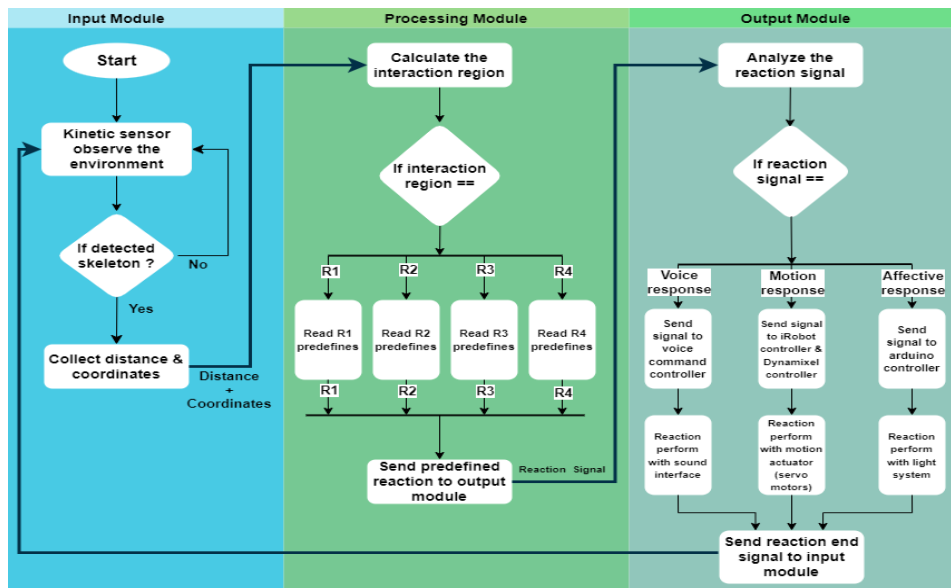 Input Module
Processing Module
Output Module
Start
Kinetic sensor
observe the
environment
If detected
skeleton ?
No
Yes
Collect distance &
coordinates
Distance
+
Coordinates
Calculate the
interaction region
If interaction
region ==
R1
R2
R3
R4
Read R1
predefines
Read R2
predefines
Read R3
predefines
Read R4
predefines
R1
R2
R3
R4
Send predefined
reaction to output
module
Reaction Signal
Analyze the
reaction signal
If reaction
signal ==
Voice
response
Motion
response
Affective
response
Send
signal to
voice
command
controller
Send signal
to iRobot
controller &
Dynamixel
controller
Send
signal to
arduino
controller
Reaction
perform
with sound
interface
Reaction
perform
with motion
actuator
(servo
motors)
Reaction
perform
with light
system
Send reaction end
signal to input
module